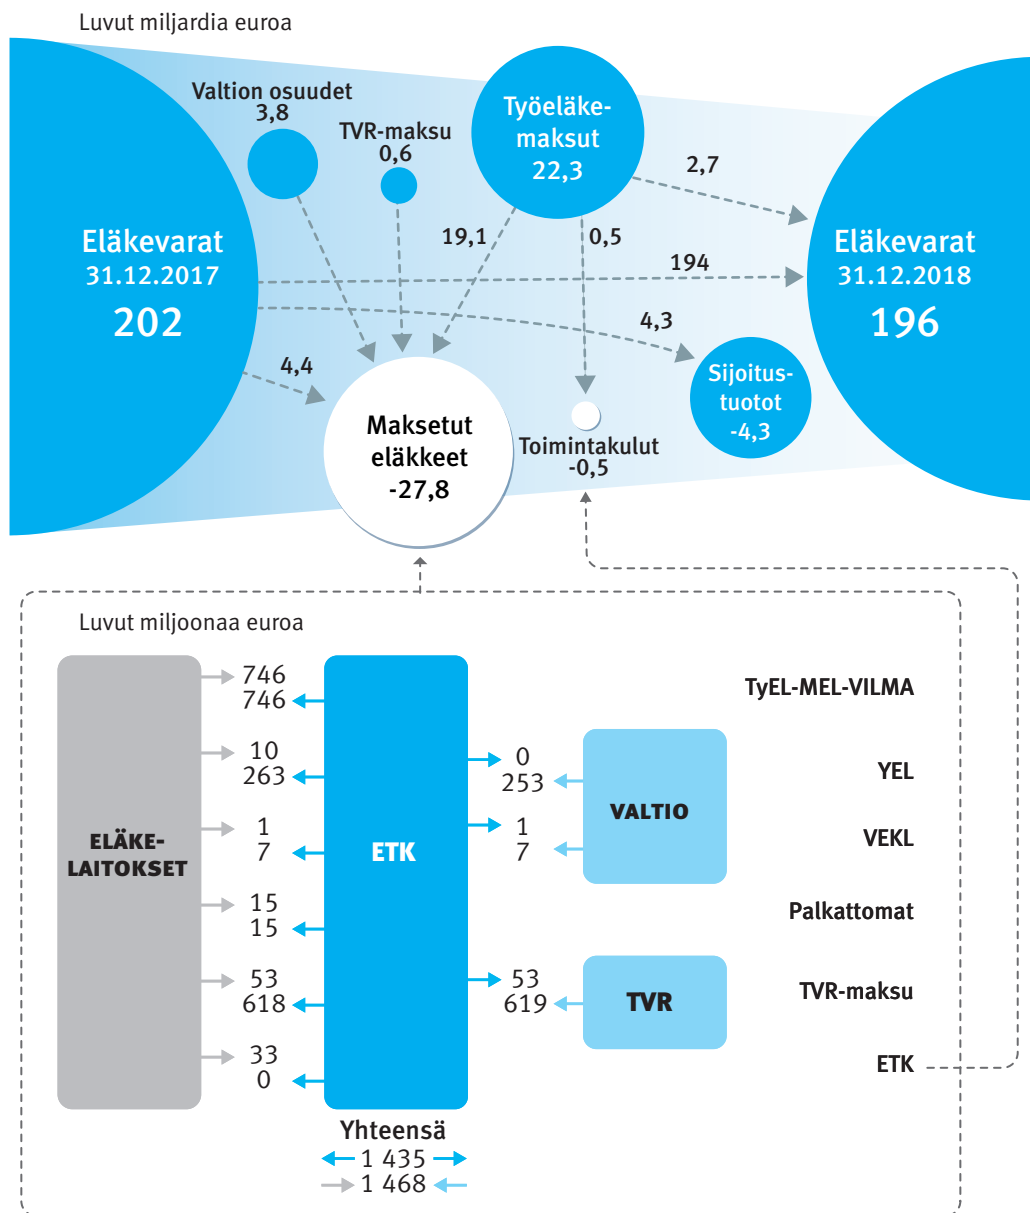 Luvut miljardia euroa
Valtion osuudet
3,8
TVR-maksu
0,6
Työeläke-
maksut
22,3
2,7
19,1
0,5
194
Eläkevarat
31.12.2017
202
Eläkevarat
31.12.2018
196
4,3
4,4
Sijoitus-
tuotot
-4,3
Maksetut
eläkkeet
-27,8
Toimintakulut
-0,5
Luvut miljoonaa euroa
ELÄKE-
LAITOKSET
746
746
10
263
1
7
15
15
53
618
33
0
ETK
0
253
1
7
53
619
VALTIO
TVR
TyEL-MEL-VILMA
YEL
VEKL
Palkattomat
TVR-maksu
ETK
Yhteensä
1 435
1 468